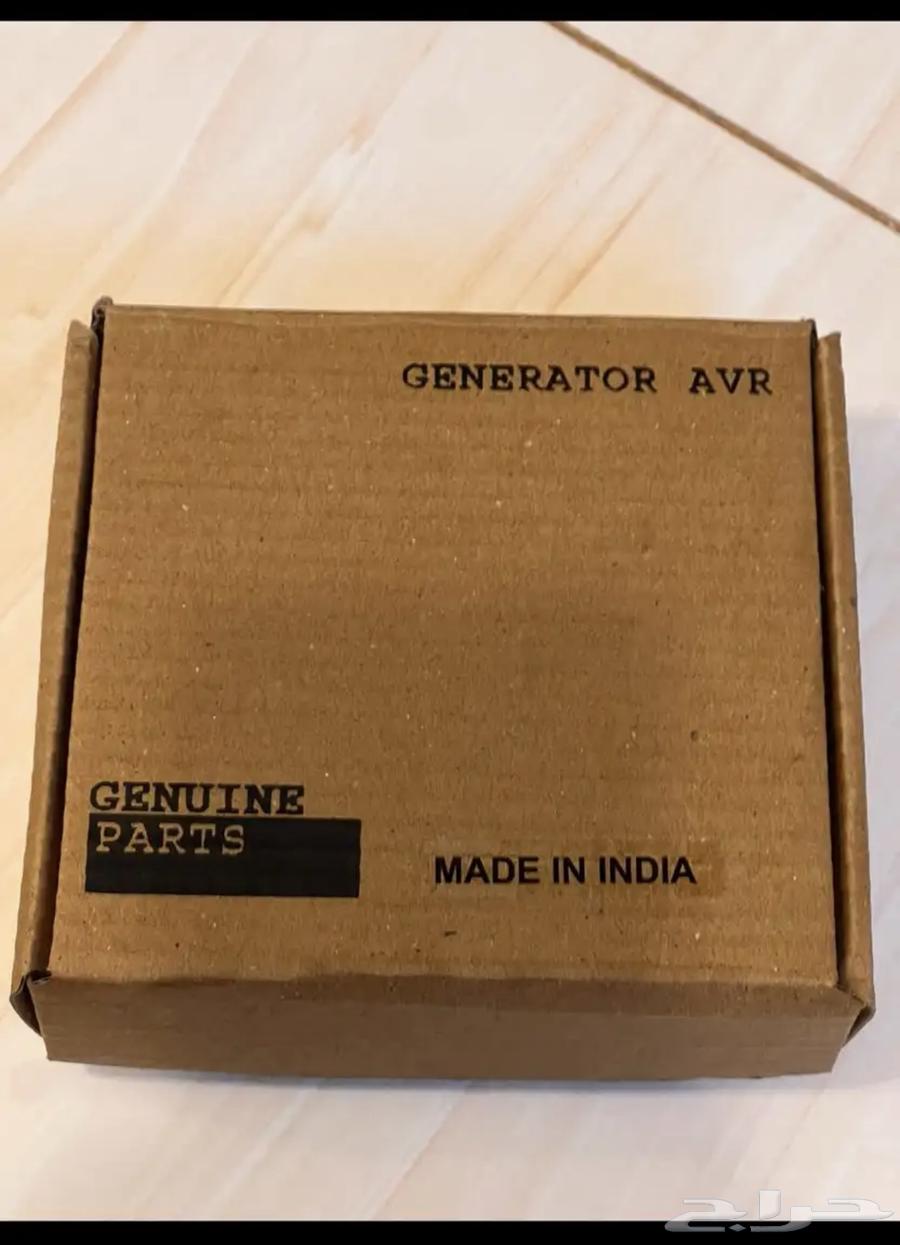 GENERATOR AVR
GENUINE
PARTS
MADE IN INDIA
حراج